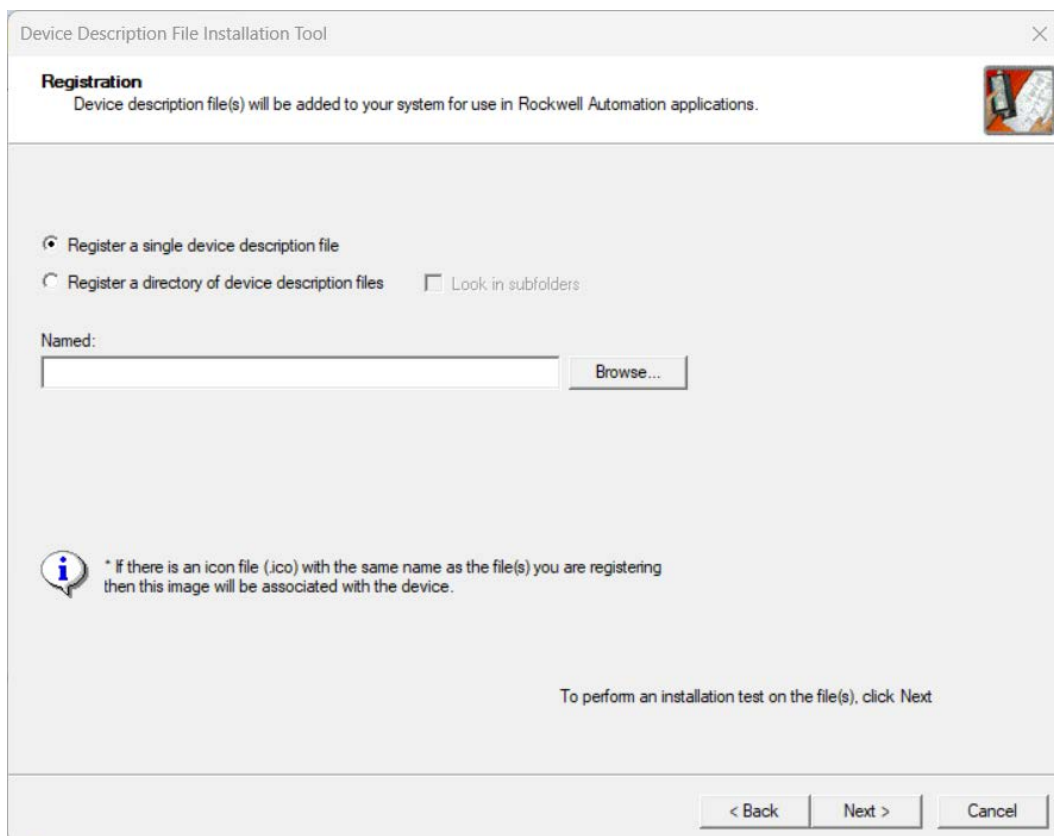 Device Description File Installation Tool
Registration
Device description file(s) will be added to your system for use in Rockwell Automation applications.
Register a single device description file
Register a directory of device description files Look in subfolders
Named:
Browse...
* If there is an icon file (.ico) with the same name as the file(s) you are registering
then this image will be associated with the device.
To perform an installation test on the file(s), click Next
< Back Next > Cancel